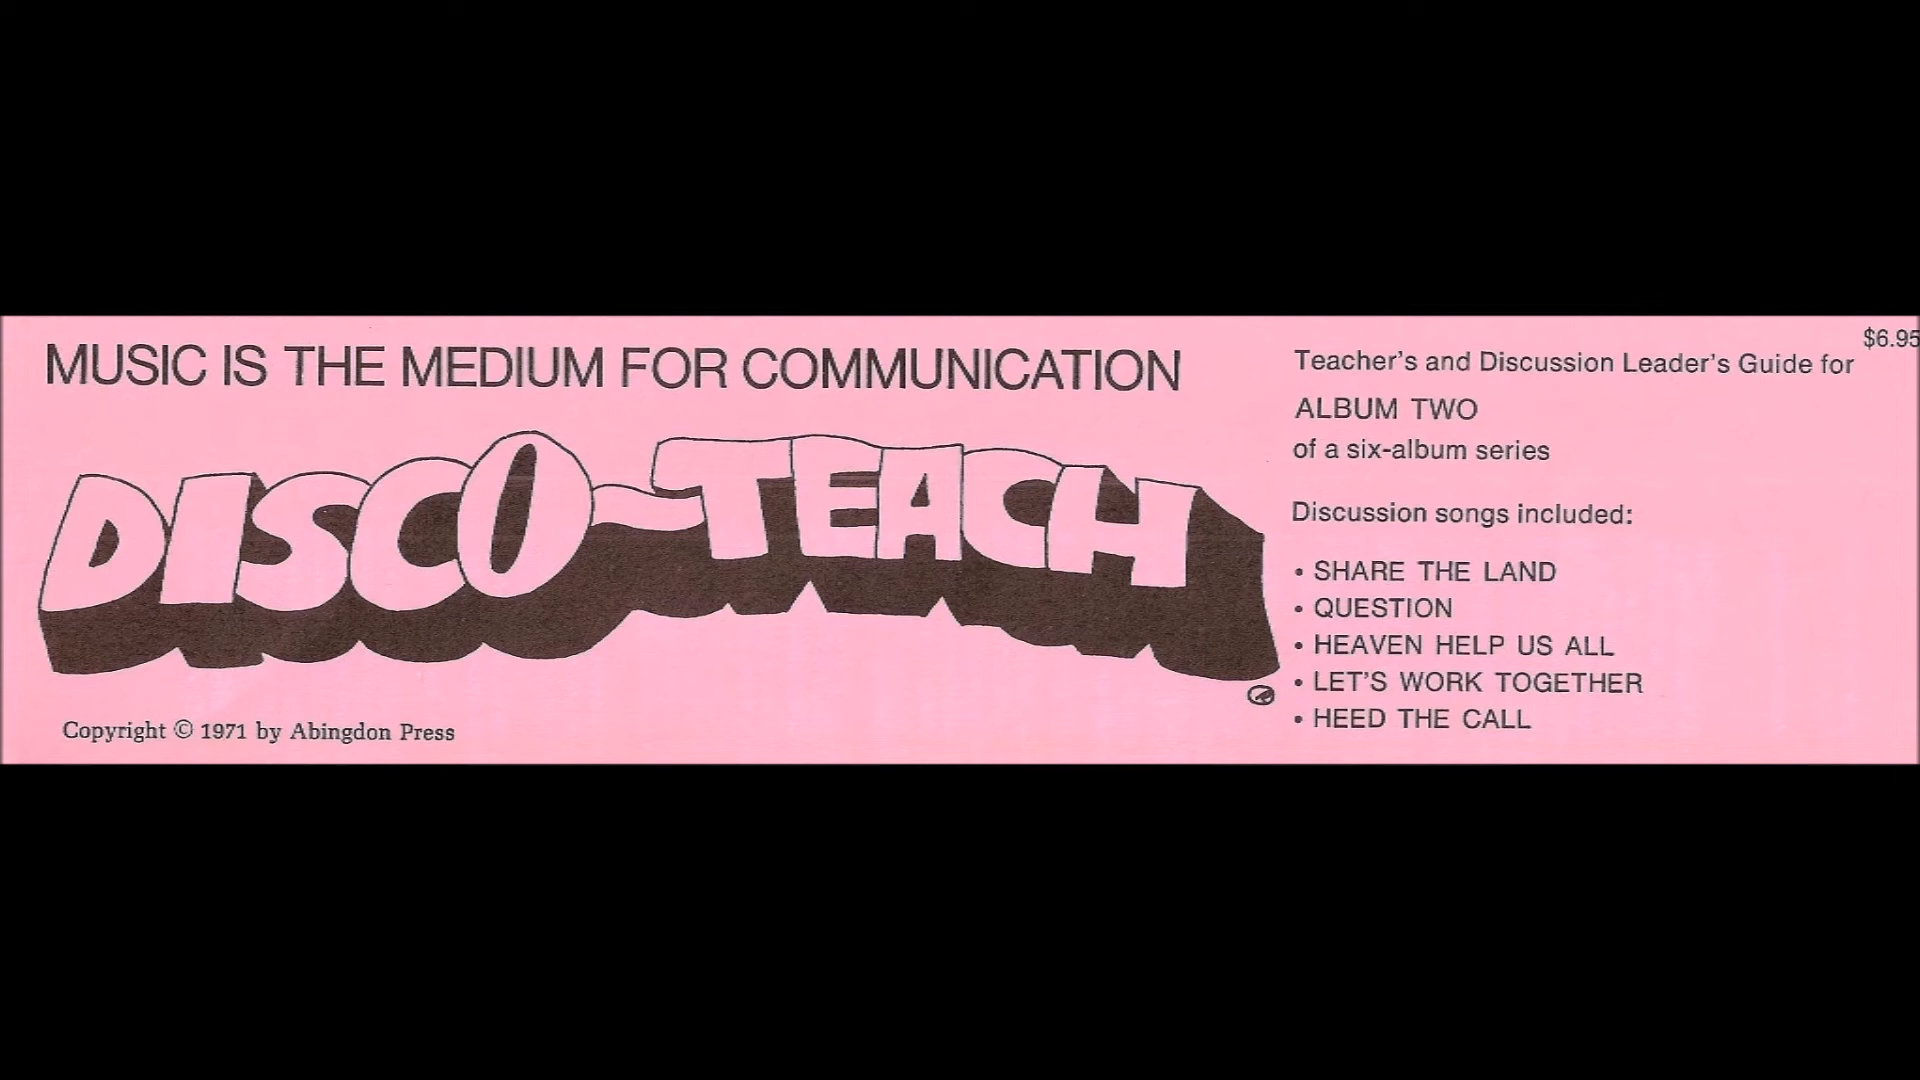 MUSIC IS THE MEDIUM FOR COMMUNICATION
DISCO-TEACH
Copyright © 1971 by Abingdon Press
$6.95
Teacher's and Discussion Leader's Guide for
ALBUM TWO
of a six-album series
Discussion songs included:
• SHARE THE LAND
• QUESTION
• HEAVEN HELP US ALL
• LET'S WORK TOGETHER
• HEED THE CALL